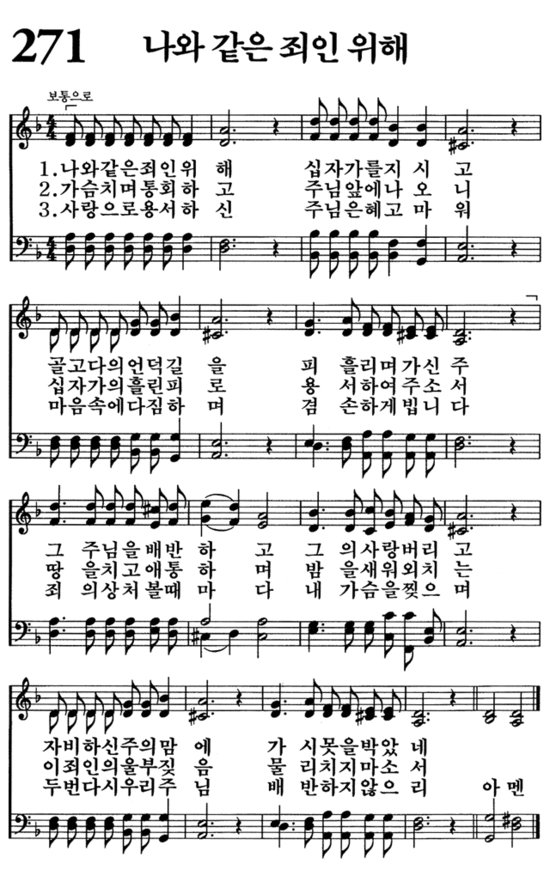 271 나와 같은 죄인 위해
보통으로
1.나와같은죄인위 해 십자가를지 시 고
2.가슴치며통회하 고 주님앞에나 오 니
3.사랑으로용서하 신 주님은혜고 마 워
골고다의언덕길 을 피 흘리며가신 주
십자가의흘린피 로 용 서하여주소 서
마음속에다짐하 며 겸 손하게빕니 다
그 주님을배반 하 고 그 의사랑버리 고
땅 을치고애통 하 며 밤 을새워외치 는
죄 의상처볼때 마 다 내 가슴을찢으 며
자비하신주의맘 에 가 시못을박았 네
이죄인의울부짖 음 물 리치지마소 서
두번다시우리주 님 배 반하지않으 리 아 멘